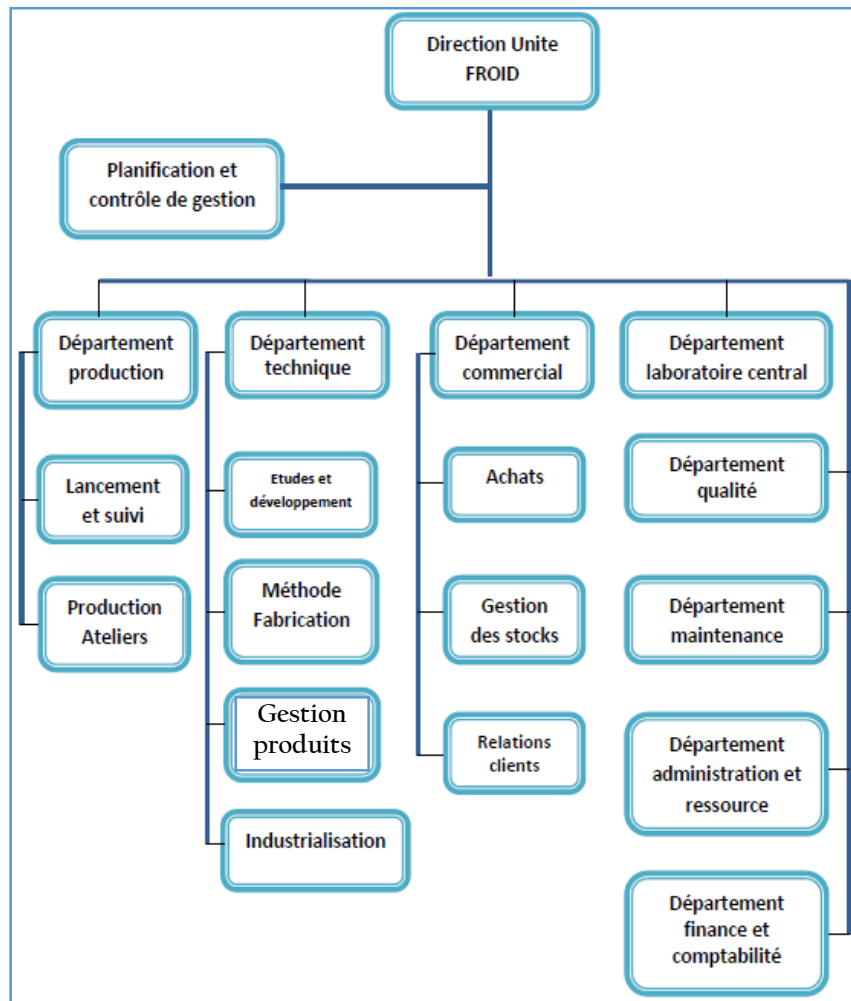 Direction Unite
FROID
Planification et
contrôle de gestion
Département
production
Lancement
et suivi
Production
Ateliers
Département
technique
Etudes et
développement
Méthode
Fabrication
Gestion
produits
Industrialisation
Département
commercial
Achats
Gestion
des stocks
Relations
clients
Département
laboratoire central
Département
qualité
Département
maintenance
Département
administration et
ressource
Département
finance et
comptabilité